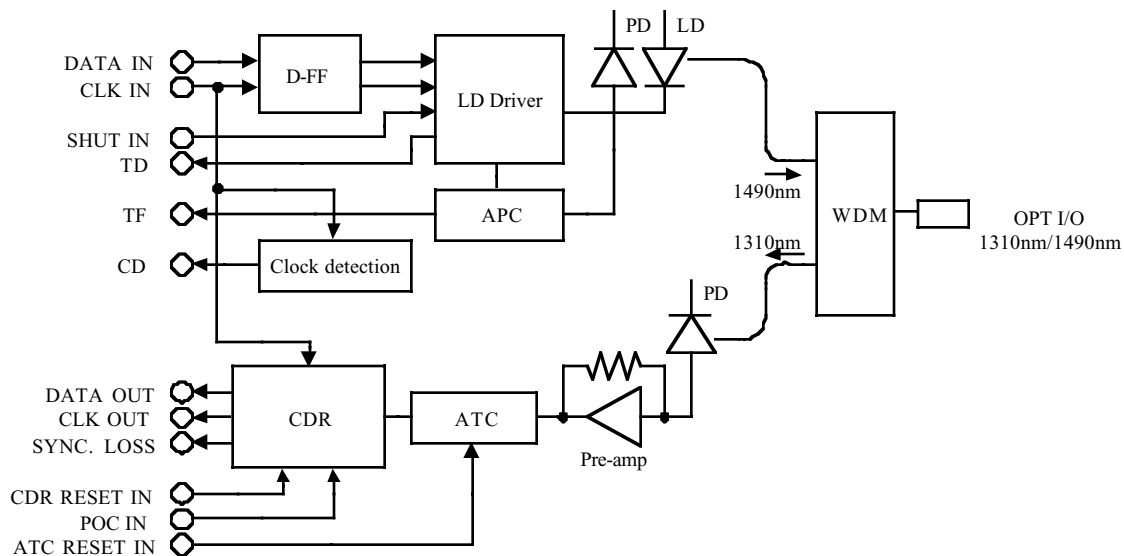 PD
LD
DATA IN
CLK IN
D-FF
LD Driver
SHUT IN
TD
1490nm
TF
APC
WDM
OPT I/O
1310nm/1490nm
1310nm
CD
Clock detection
PD
DATA OUT
CLK OUT
SYNC. LOSS
CDR
ATC
Pre-amp
CDR RESET IN
POC IN
ATC RESET IN